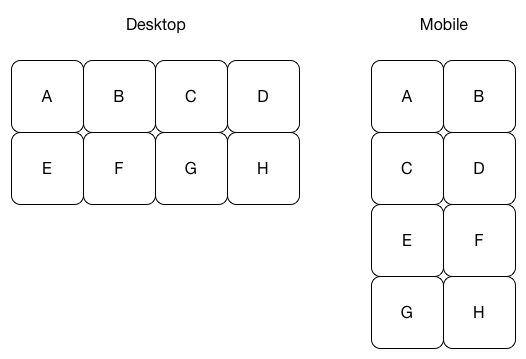 Desktop
A B C D
E F G H
Mobile
A B
C D
E F
G H